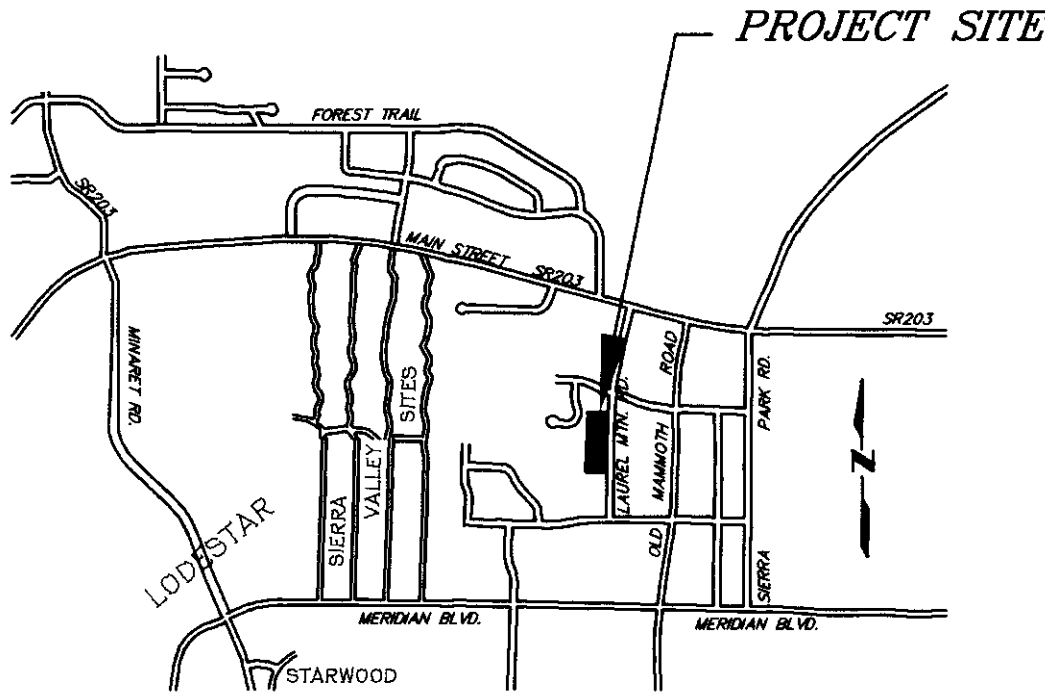 PROJECT SITE
FOREST TRAIL
SR203
MAIN STREET
SR203
SR203
MINARET RD.
SIERRA
VALLEY
SITES
LAUREL MTN. RD.
OLD
MAMMOTH
ROAD
SIERRA
PARK RD.
N
LODESTAR
MERIDIAN BLVD.
MERIDIAN BLVD.
STARWOOD